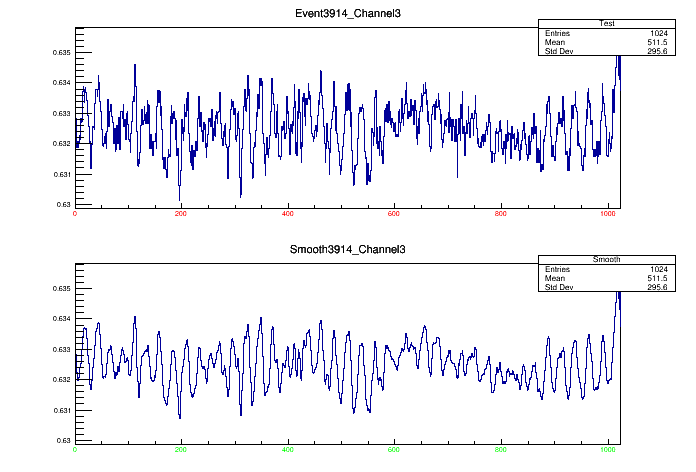 Event3914_Channel3
Test
Entries 1024
Mean 511.5
Std Dev 295.6
0.635
0.634
0.633
0.632
0.631
0.63
0 200 400 600 800 1000
Smooth3914_Channel3
Smooth
Entries 1024
Mean 511.5
Std Dev 295.6
0.635
0.634
0.633
0.632
0.631
0.63
0 200 400 600 800 1000